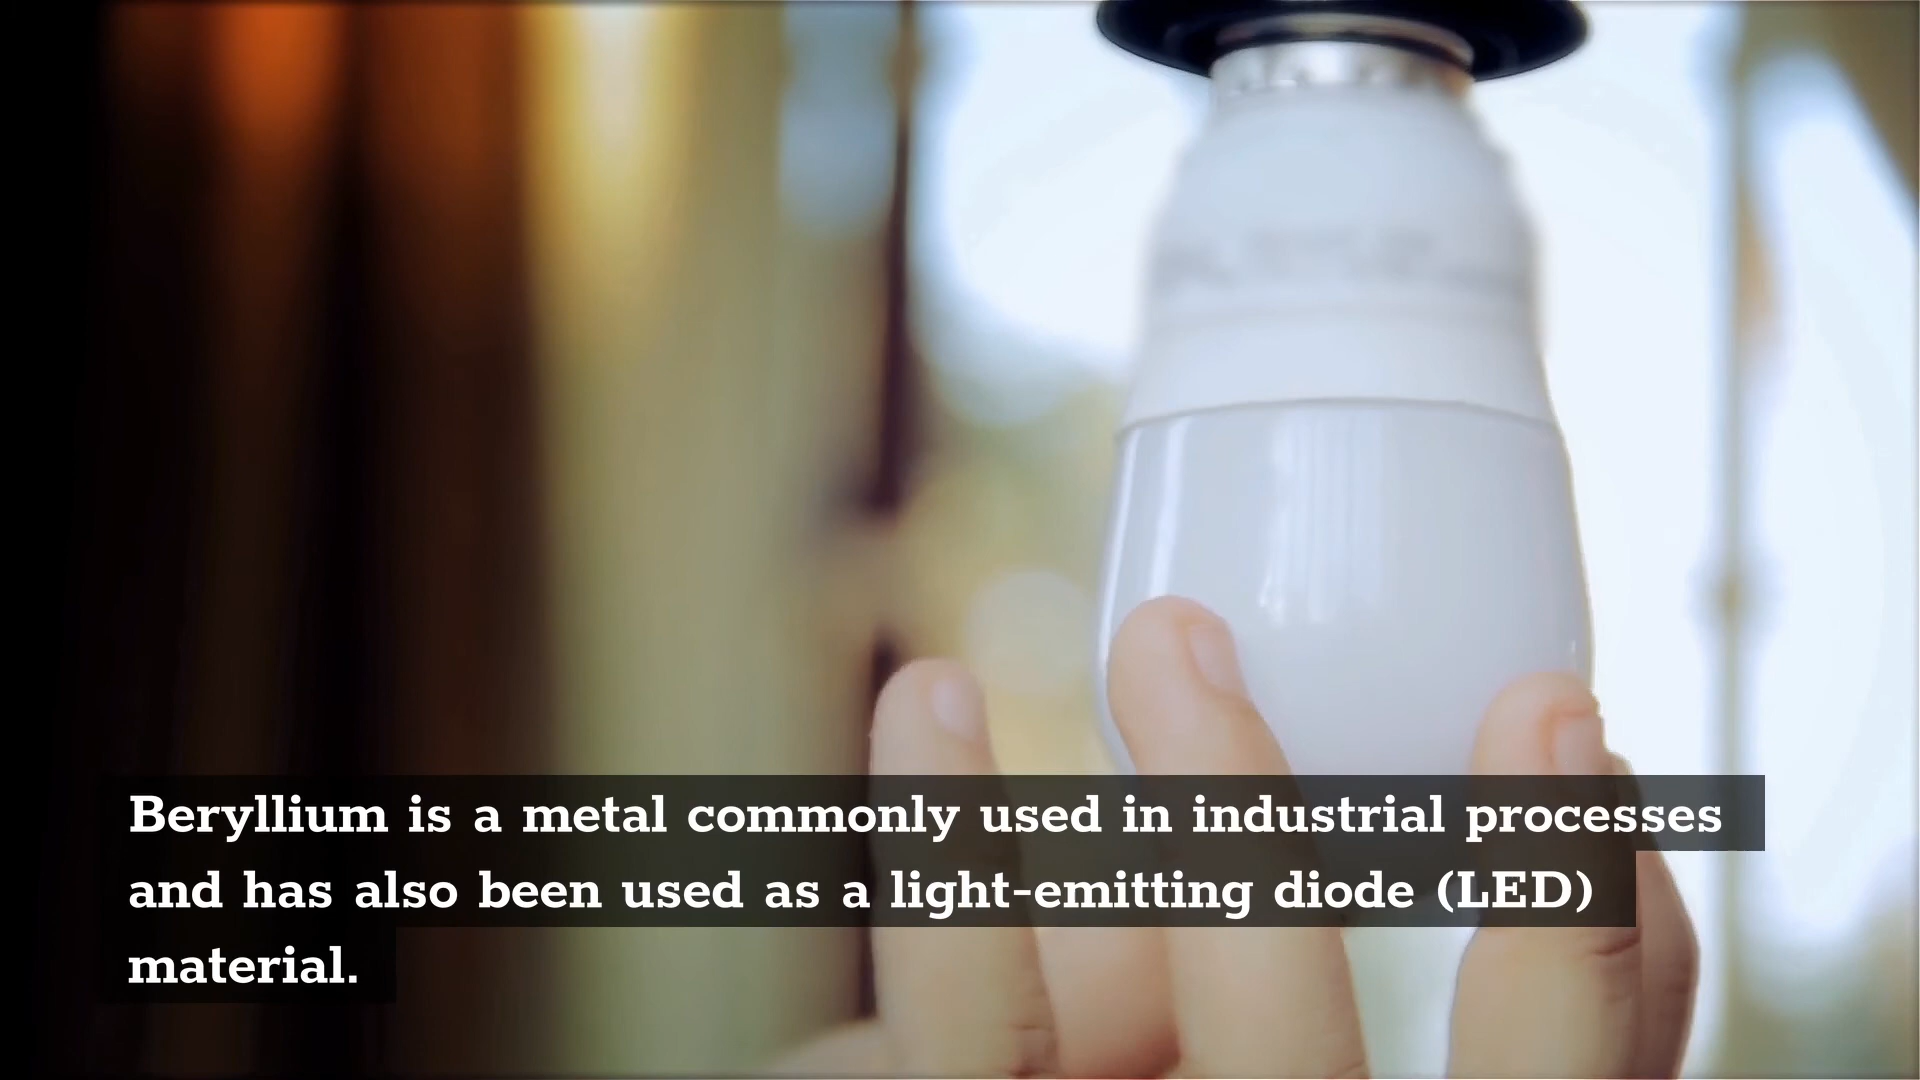 Beryllium is a metal commonly used in industrial processes
and has also been used as a light-emitting diode (LED)
material.